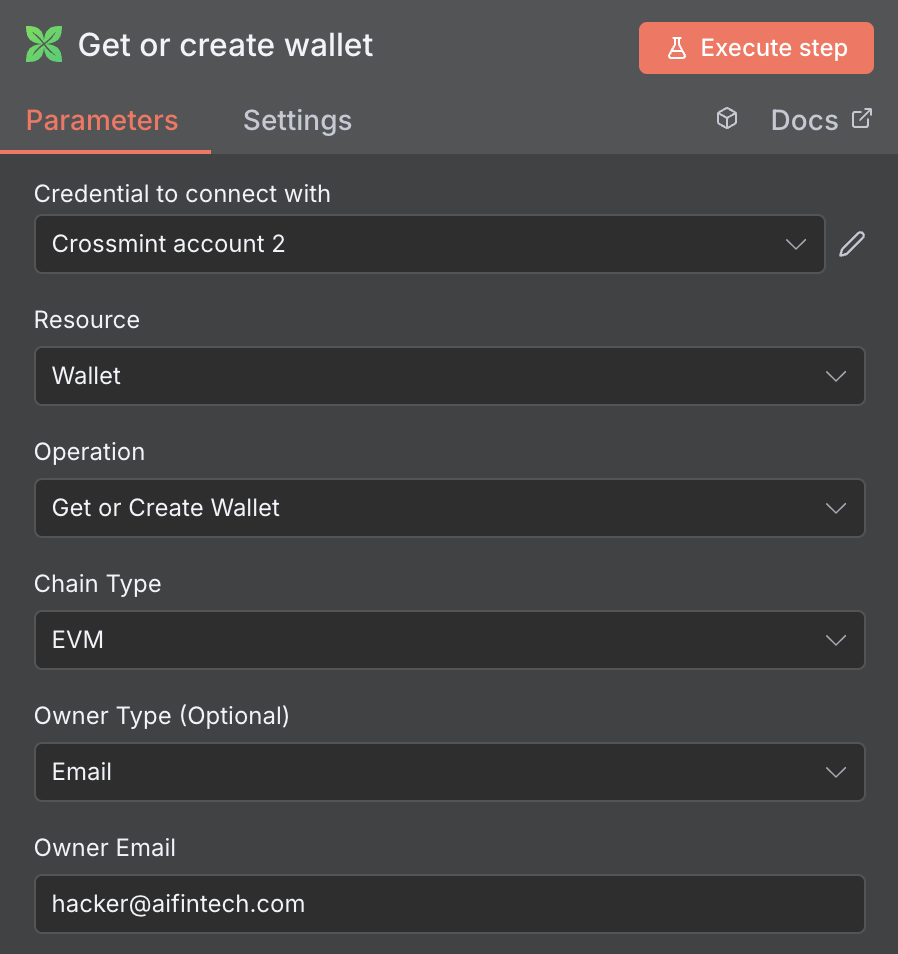 Get or create wallet
Execute step
Parameters
Settings
Docs
Credential to connect with
Crossmint account 2
Resource
Wallet
Operation
Get or Create Wallet
Chain Type
EVM
Owner Type (Optional)
Email
Owner Email
hacker@aifintech.com